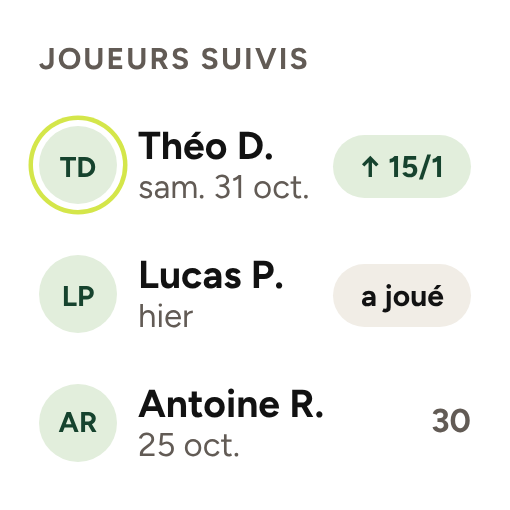 JOUEURS SUIVIS
TD
Théo D.
sam. 31 oct.
↑ 15/1
LP
Lucas P.
hier
a joué
AR
Antoine R.
25 oct.
30